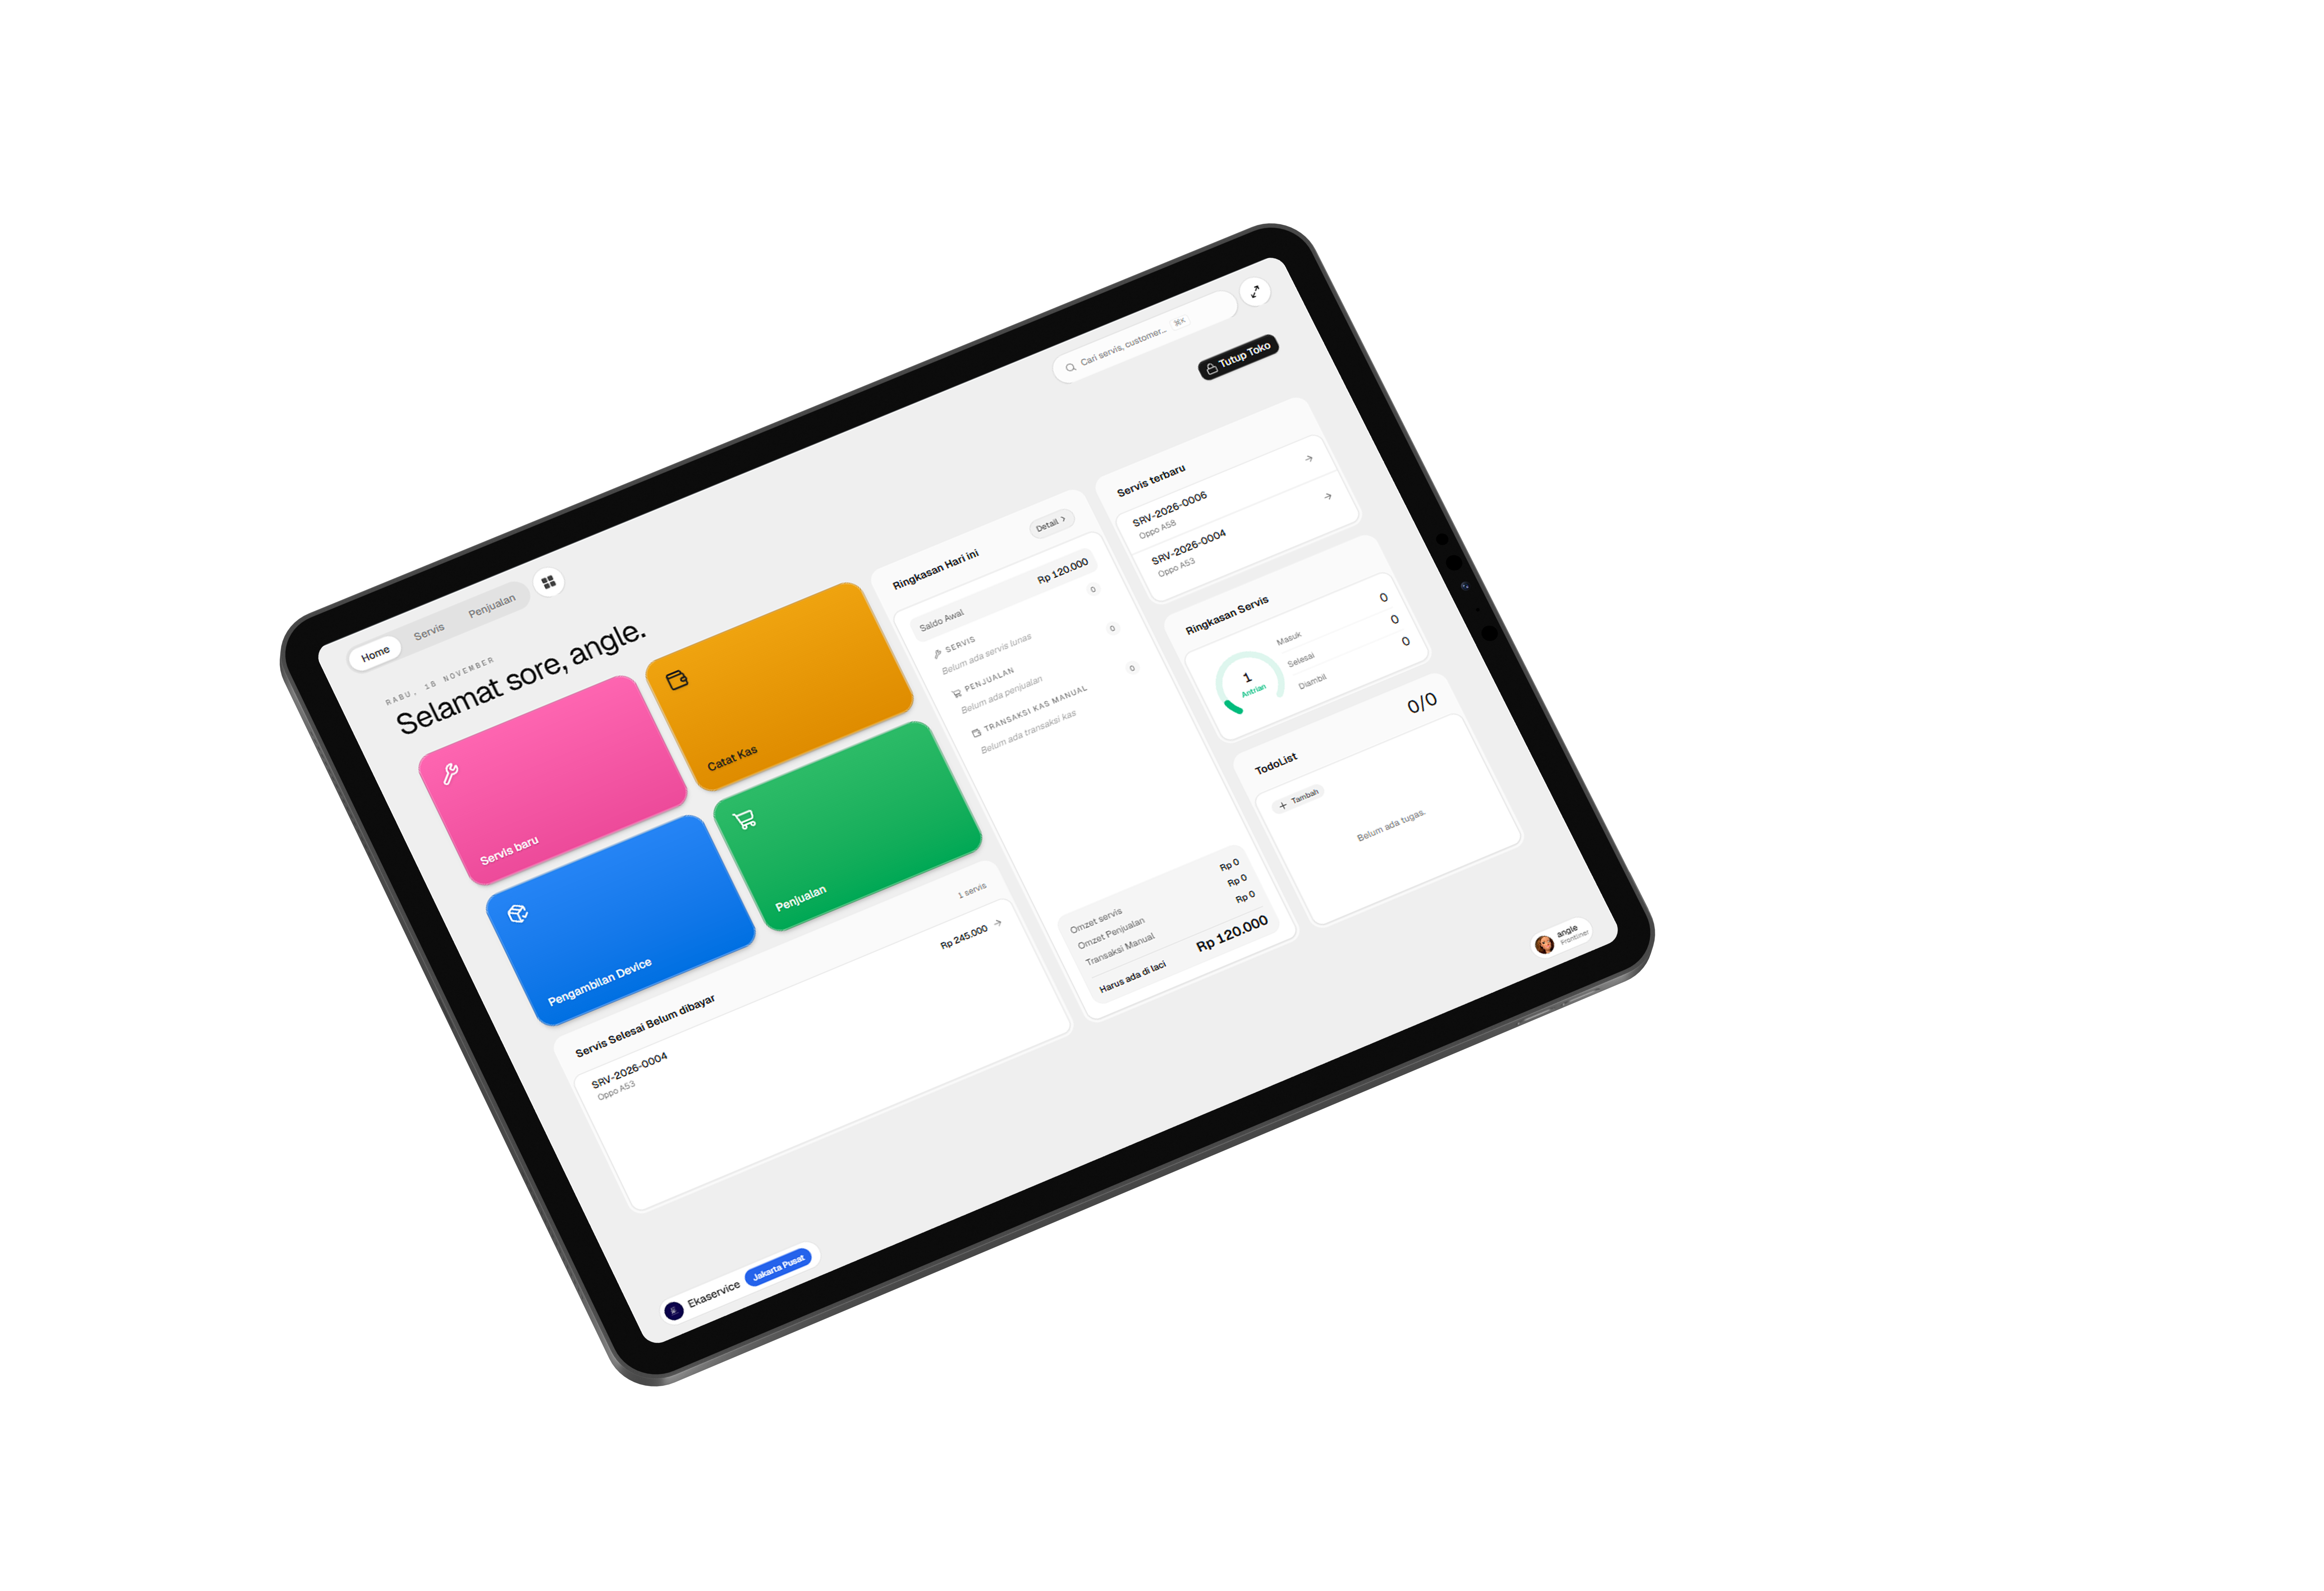 Home
Servis
Penjualan
Cari servis, customer... ⌘K
Tutup Toko
RABU, 18 NOVEMBER
Selamat sore, angle.
Servis baru
Catat Kas
Pengambilan Device
Penjualan
Servis Selesai Belum dibayar
1 servis
SRV-2026-0004
Oppo A53
Rp 245.000
Ringkasan Hari ini
Detail
Saldo Awal
Rp 120.000
SERVIS
0
Belum ada servis lunas
PENJUALAN
0
Belum ada penjualan
TRANSAKSI KAS MANUAL
0
Belum ada transaksi kas
Omzet servis
Rp 0
Omzet Penjualan
Rp 0
Transaksi Manual
Rp 0
Harus ada di laci
Rp 120.000
Servis terbaru
SRV-2026-0006
Oppo A58
SRV-2026-0004
Oppo A53
Ringkasan Servis
1
Antrian
Masuk
0
Selesai
0
Diambil
0
TodoList
0/0
Tambah
Belum ada tugas.
Ekaservice
Jakarta Pusat
angle
Frontliner